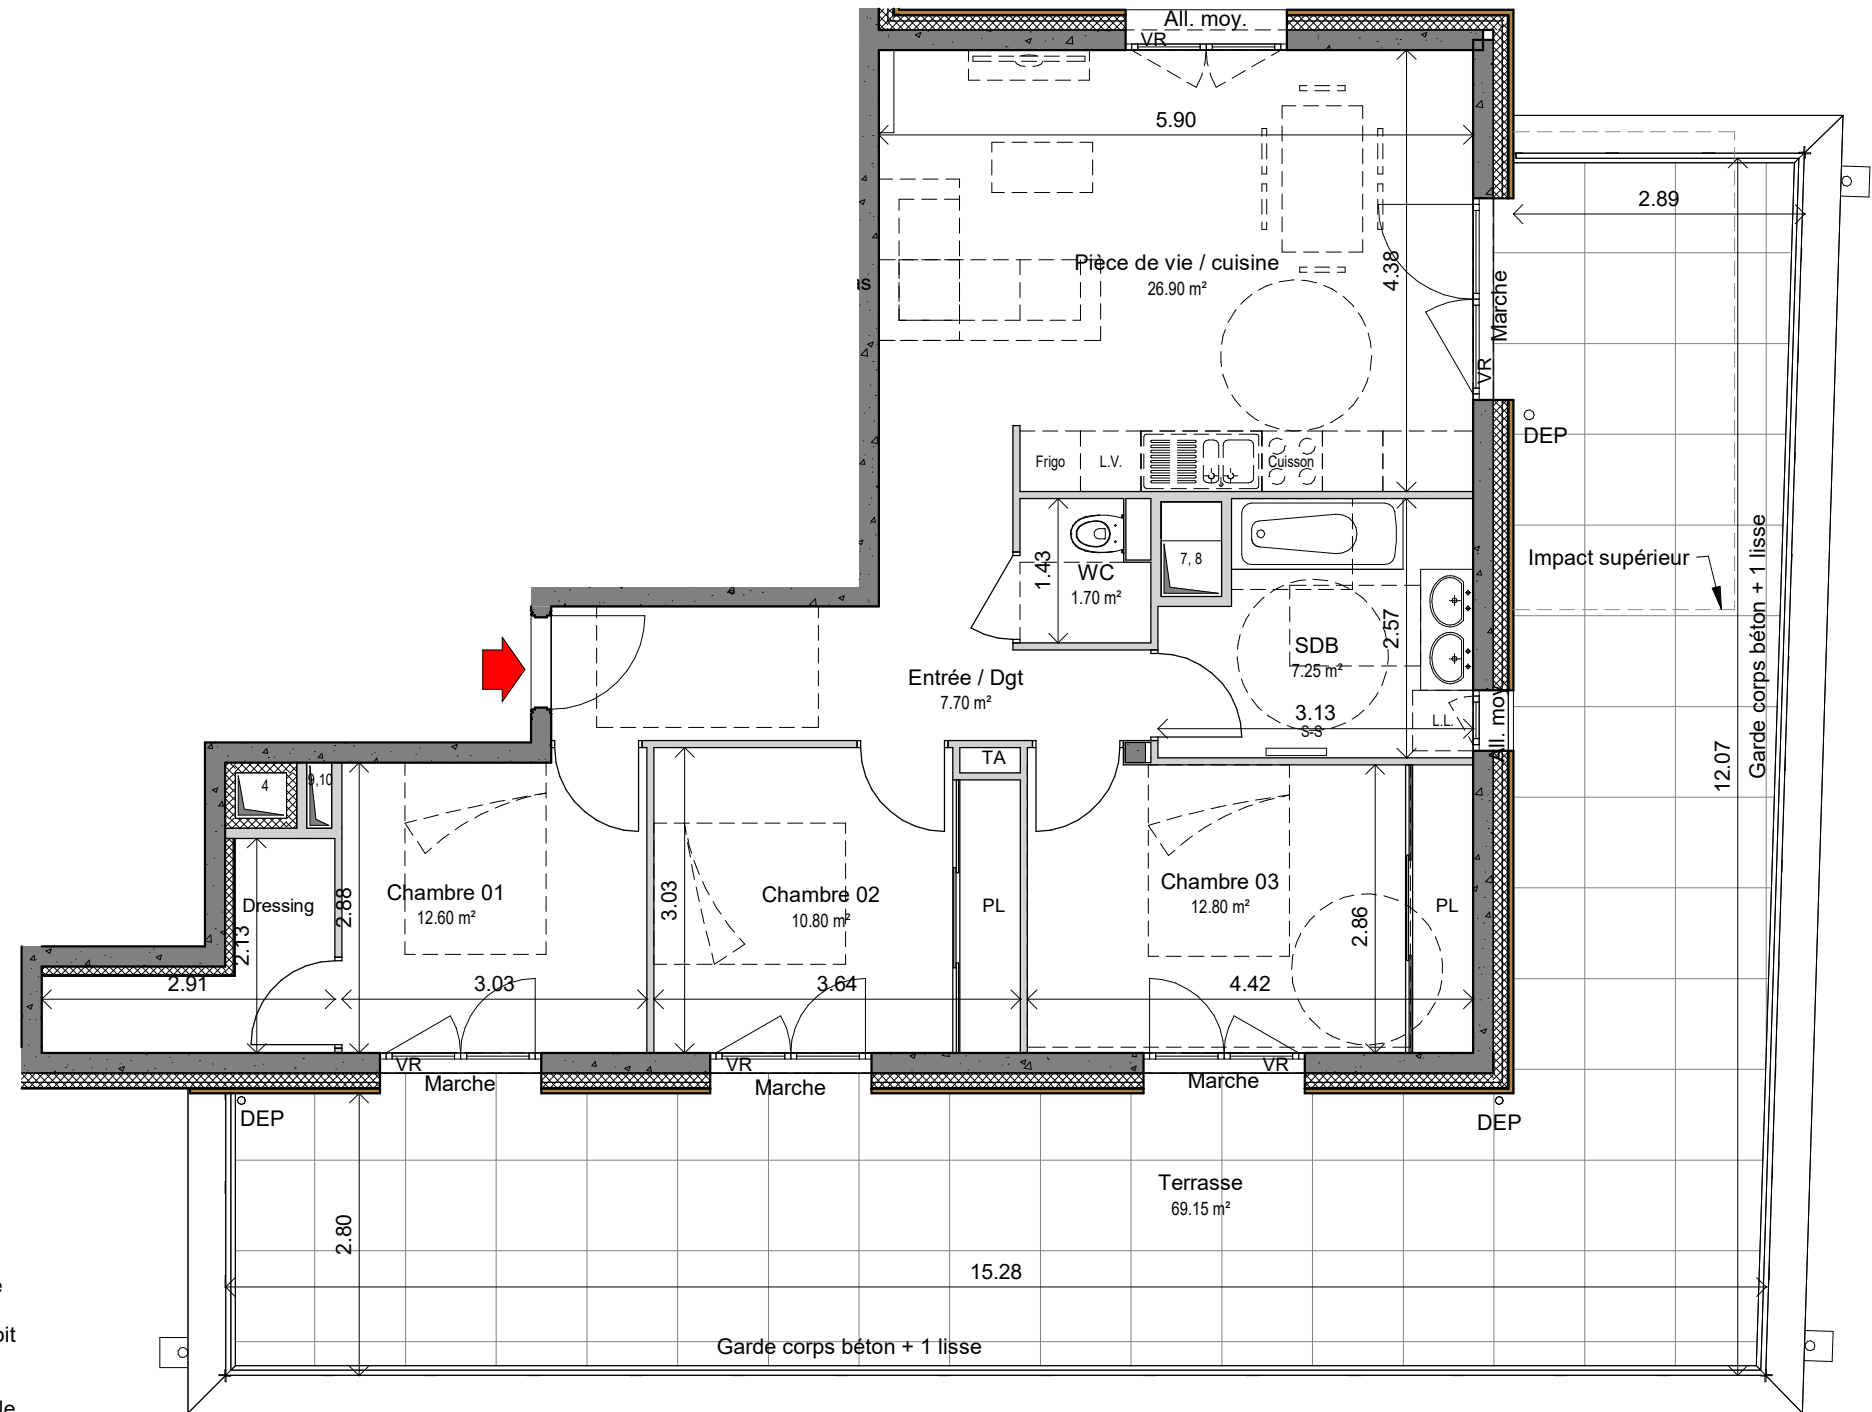 All. moy.
VR
5.90
2.89
Pièce de vie / cuisine
26.90 m²
4.38
Marche
VR
as
DEP
Frigo
L.V.
Cuisson
1.43
WC
1.70 m²
7, 8
2.57
SDB
7.25 m²
Impact supérieur
Garde corps béton + 1 lisse
12.07
Entrée / Dgt
7.70 m²
3.13
S-S
L.L.
All. moy
TA
4
9,10
Dressing
2.13
2.88
Chambre 01
12.60 m²
3.03
Chambre 02
10.80 m²
PL
Chambre 03
12.80 m²
2.86
PL
2.91
3.03
3.64
4.42
VR
Marche
VR
Marche
Marche
VR
DEP
DEP
Terrasse
69.15 m²
2.80
15.28
Garde corps béton + 1 lisse
e
oit
le